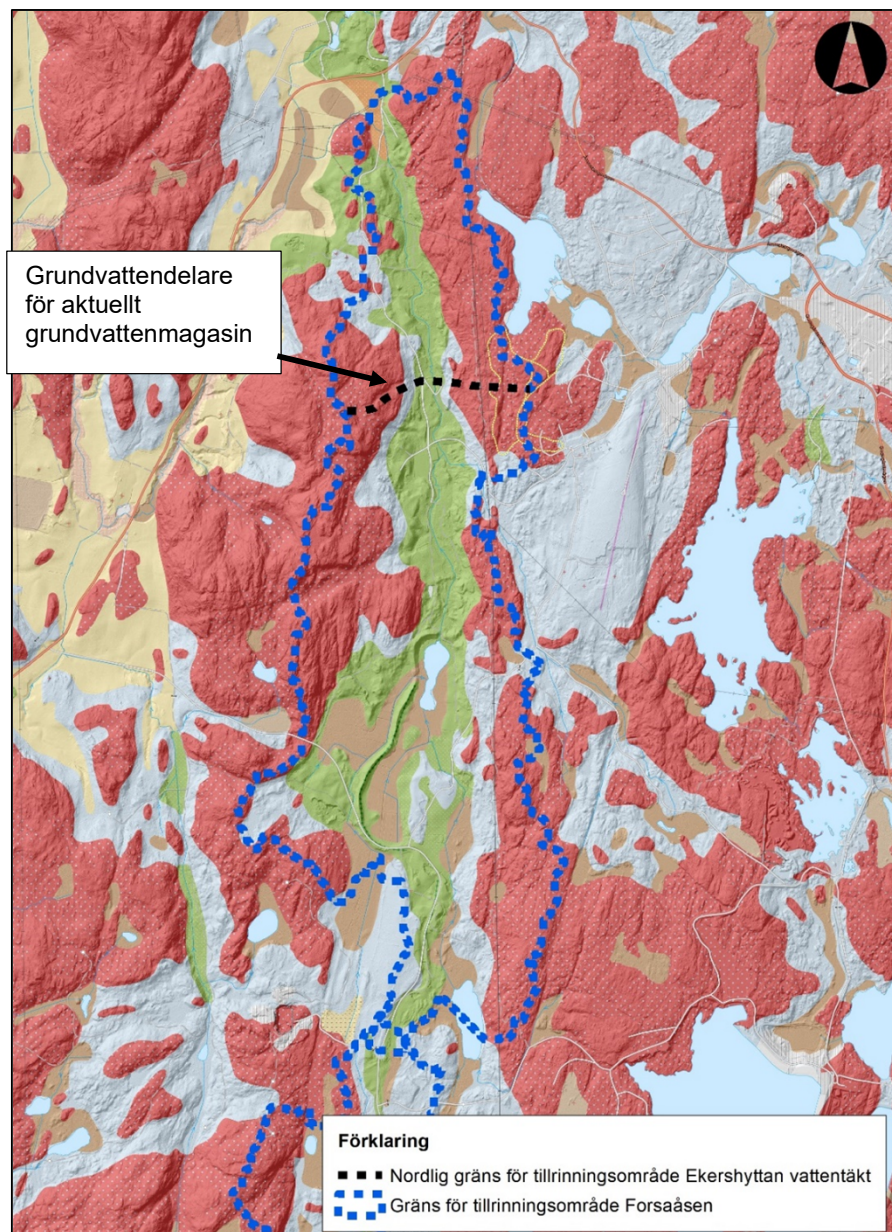 Grundvattendelare
för aktuellt
grundvattenmagasin
Förklaring
Nordlig gräns för tillrinningsområde Ekershyttan vattentäkt
Gräns för tillrinningsområde Forsaåsen